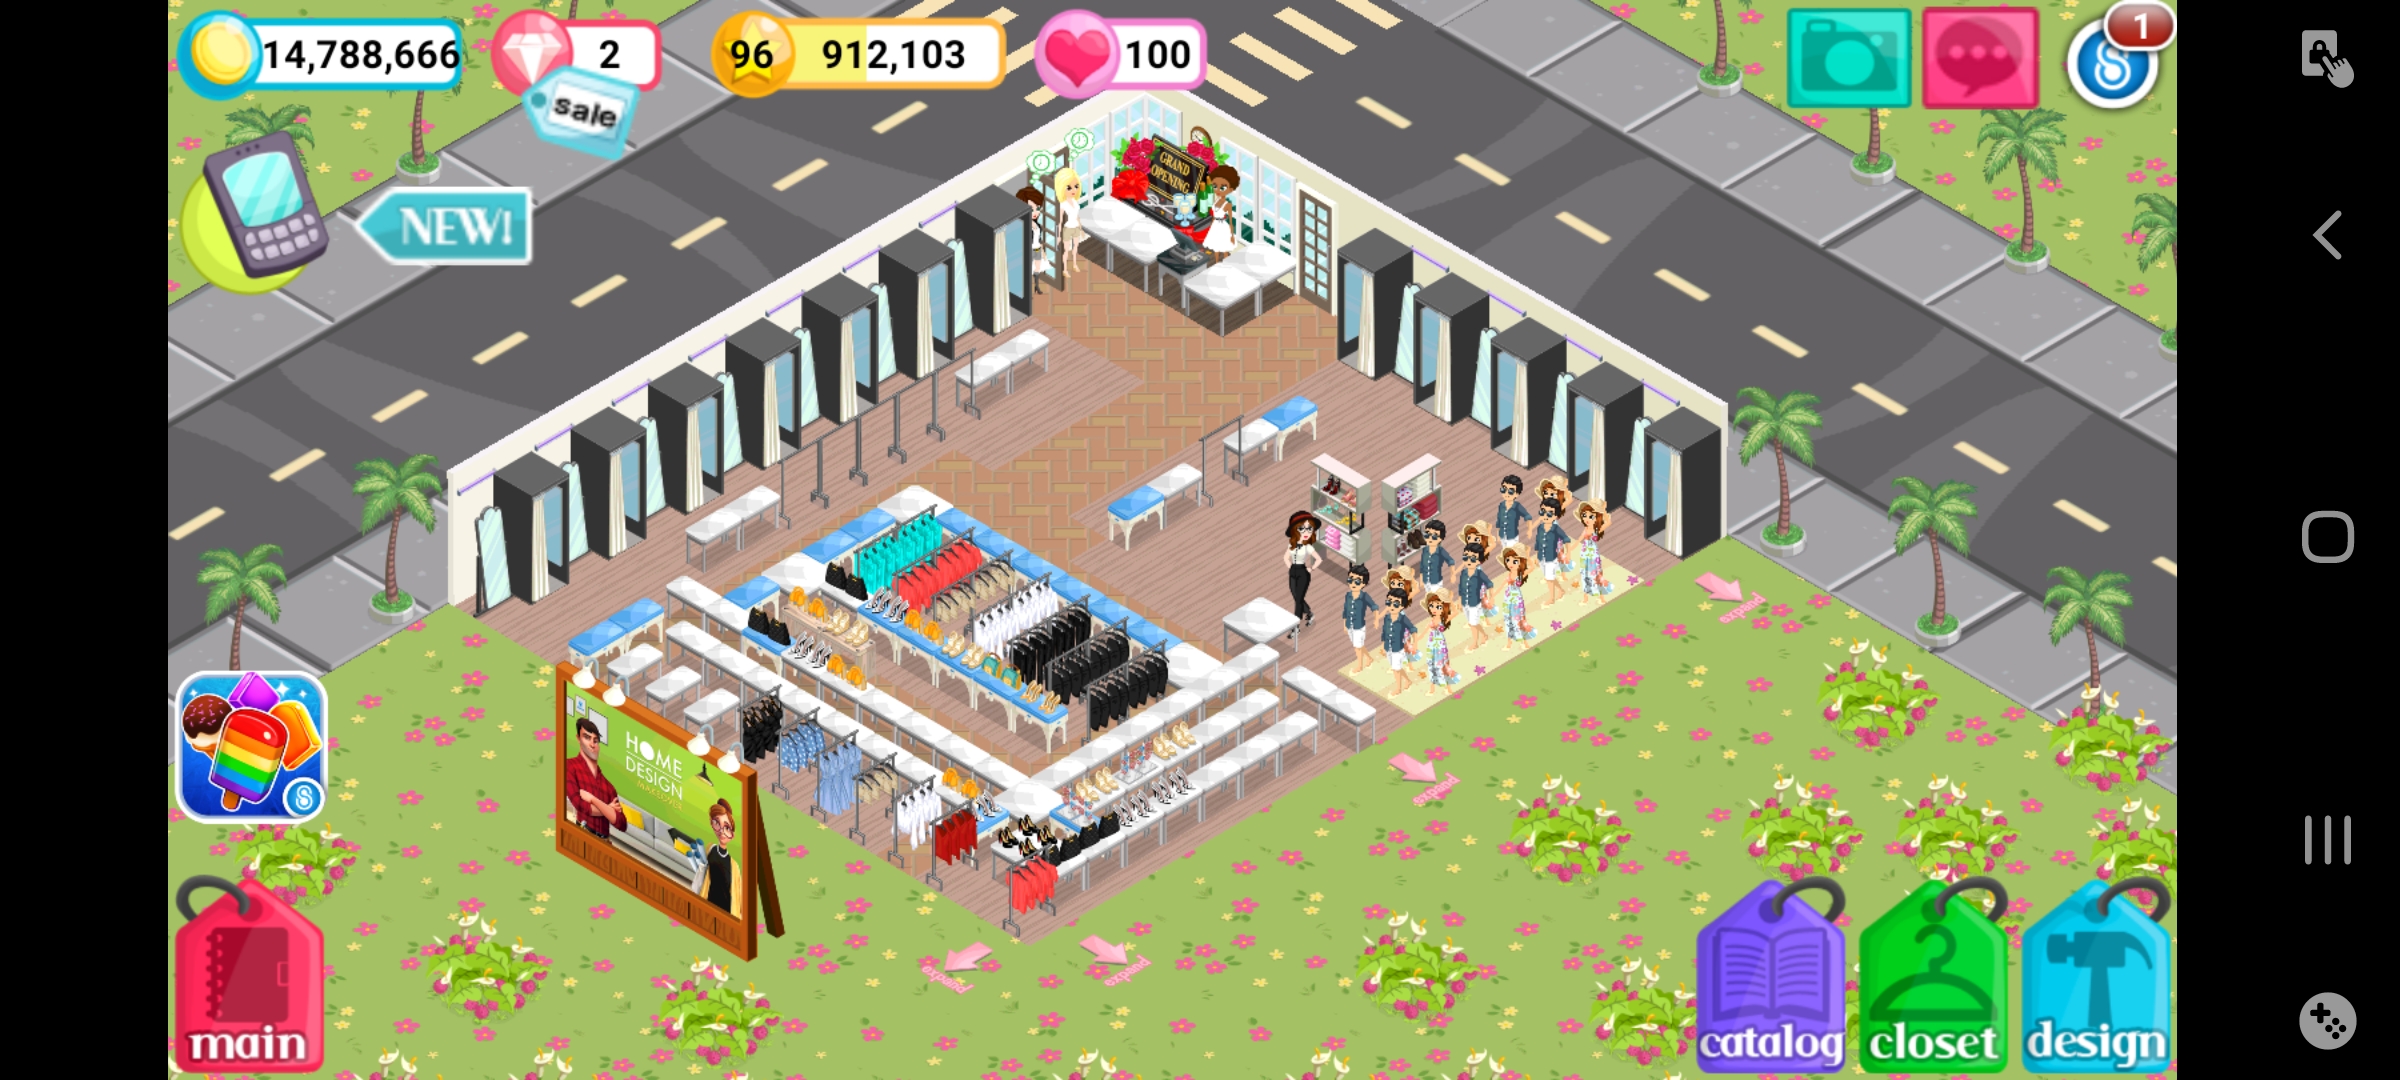 14,788,666
2
96
912,103
100
1
sale
NEW!
GRAND
OPENING
expand
HOME
DESIGN
MAKEOVER
expand
expand
expand
main
catalog
closet
design